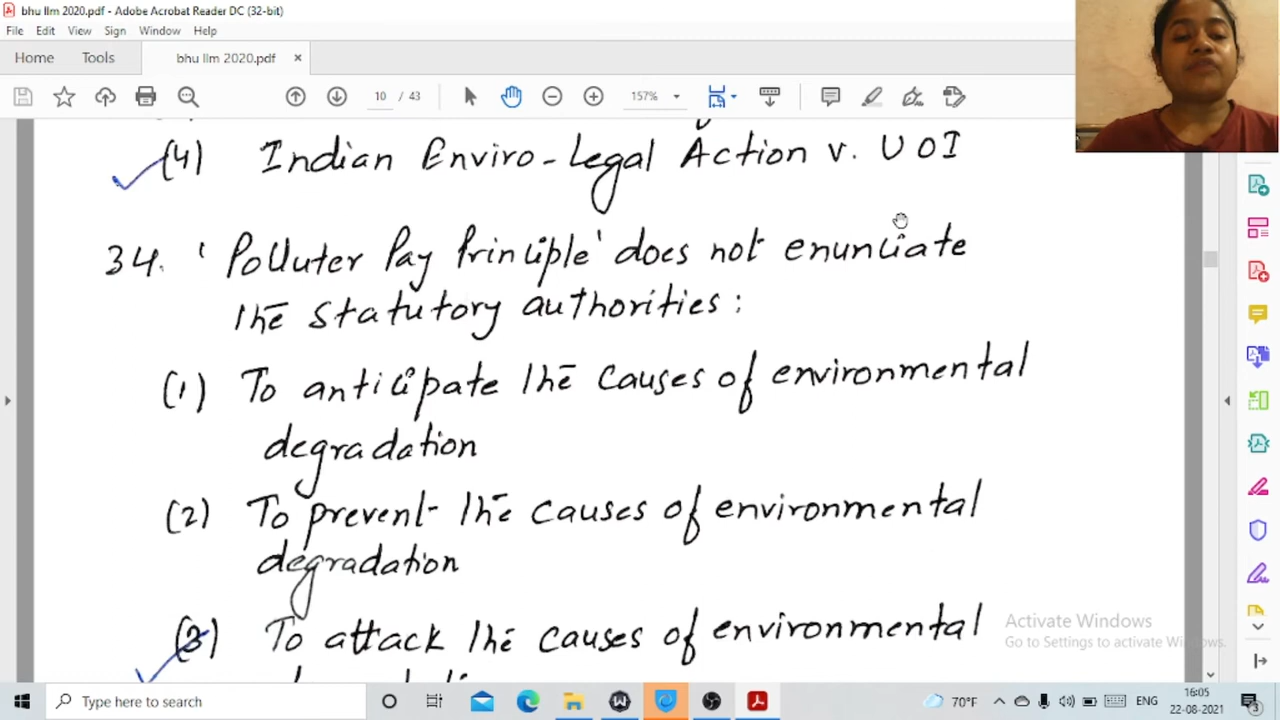 bhu llm 2020.pdf - Adobe Acrobat Reader DC (32-bit)
File Edit View Sign Window Help
Home Tools bhu llm 2020.pdf ×
10 / 43 157%
(4) Indian Enviro-Legal Action v. UOI
34. 'Polluter Pay Principle' does not enunciate
the statutory authorities:
(1) To anticipate the causes of environmental
degradation
(2) To prevent the causes of environmental
degradation
(3) To attack the causes of environmental
Activate Windows
Go to Settings to activate Windows.
Type here to search
70°F ENG 16:05
22-08-2021
3